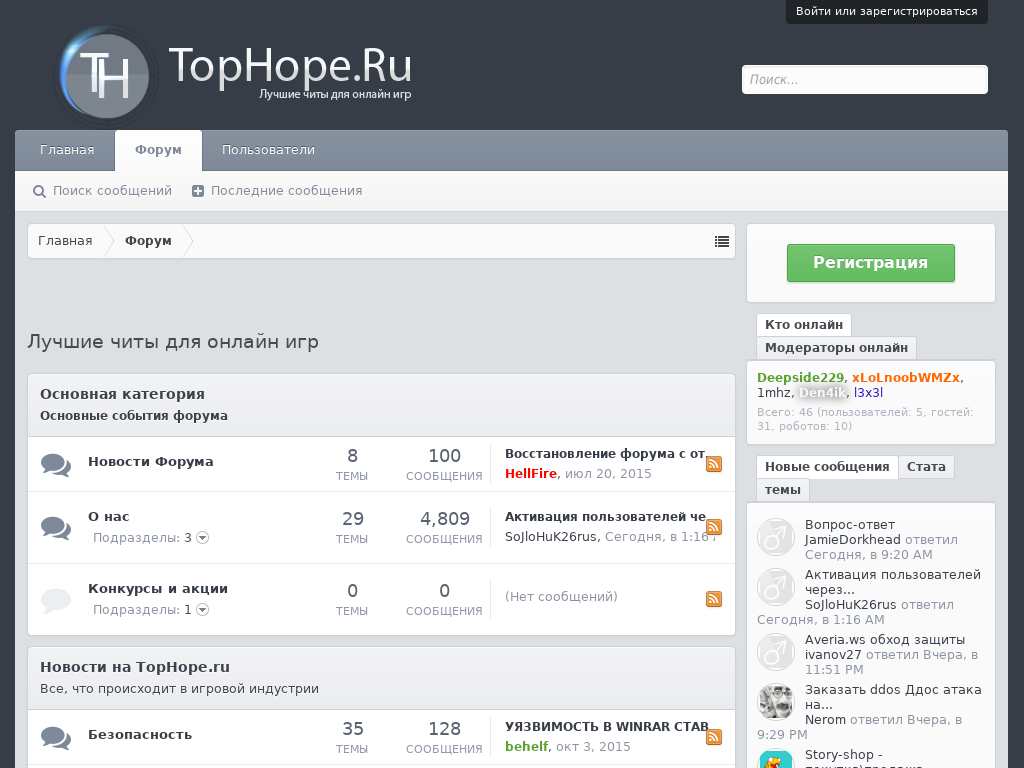 Войти или зарегистрироваться
TH
TopHope.Ru
Лучшие читы для онлайн игр
Поиск...
Главная
Форум
Пользователи
Поиск сообщений
Последние сообщения
Главная
Форум
Лучшие читы для онлайн игр
Основная категория
Основные события форума
Новости Форума
8
ТЕМЫ
100
СООБЩЕНИЯ
Восстановление форума с от
HellFire, июл 20, 2015
О нас
Подразделы: 3
29
ТЕМЫ
4,809
СООБЩЕНИЯ
Активация пользователей че
SoJIoHuK26rus, Сегодня, в 1:16
Конкурсы и акции
Подразделы: 1
0
ТЕМЫ
0
СООБЩЕНИЯ
(Нет сообщений)
Новости на TopHope.ru
Все, что происходит в игровой индустрии
Безопасность
35
ТЕМЫ
128
СООБЩЕНИЯ
УЯЗВИМОСТЬ В WINRAR СТАВ
behelf, окт 3, 2015
Регистрация
Кто онлайн
Модераторы онлайн
Deepside229, xLoLnoobWMZx,
1mhz, Den4ik, l3x3l
Всего: 46 (пользователей: 5, гостей:
31, роботов: 10)
Новые сообщения
Стата
темы
Вопрос-ответ
JamieDorkhead ответил
Сегодня, в 9:20 AM
Активация пользователей
через...
SoJIoHuK26rus ответил
Сегодня, в 1:16 AM
Averia.ws обход защиты
ivanov27 ответил Вчера, в
11:51 PM
Заказать ddos Ддос атака
на...
Nerom ответил Вчера, в
9:29 PM
Story-shop -